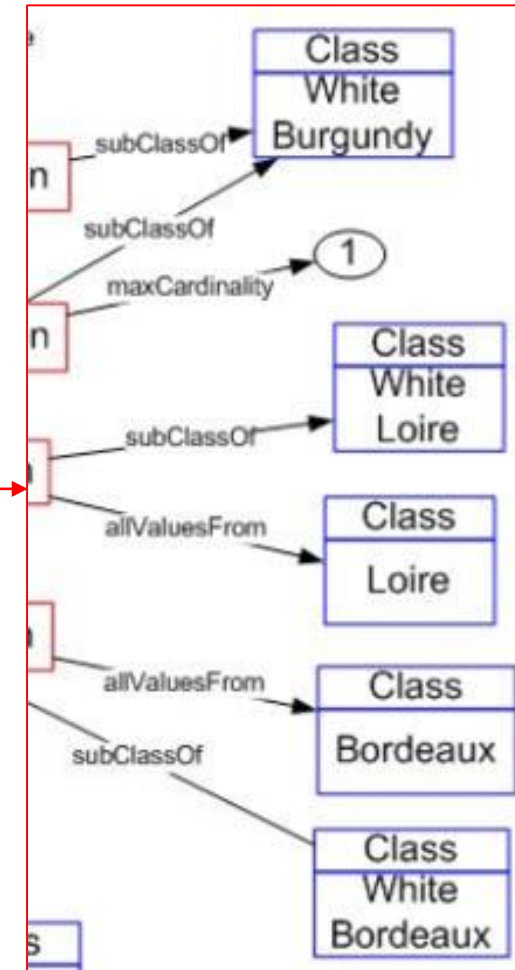 Class
White
Burgundy
subClassOf
n
subClassOf
1
maxCardinality
n
Class
White
Loire
subClassOf
Class
allValuesFrom
Loire
Class
allValuesFrom
Bordeaux
subClassOf
Class
White
Bordeaux
s